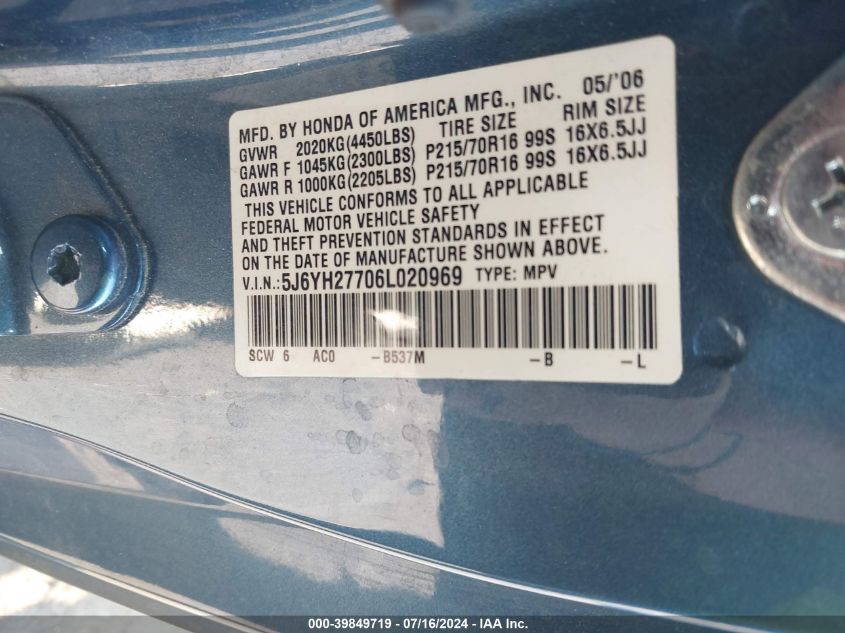 MFD. BY HONDA OF AMERICA MFG., INC. 05/'06
GVWR 2020KG(4450LBS) TIRE SIZE RIM SIZE
GAWR F 1045KG(2300LBS) P215/70R16 99S 16X6.5JJ
GAWR R 1000KG(2205LBS) P215/70R16 99S 16X6.5JJ
THIS VEHICLE CONFORMS TO ALL APPLICABLE
FEDERAL MOTOR VEHICLE SAFETY
AND THEFT PREVENTION STANDARDS IN EFFECT
ON THE DATE OF MANUFACTURE SHOWN ABOVE.
V.I.N.:5J6YH27706L020969 TYPE: MPV
SCW 6 AC0 -B537M -B -L
000-39849719 - 07/16/2024 - IAA Inc.